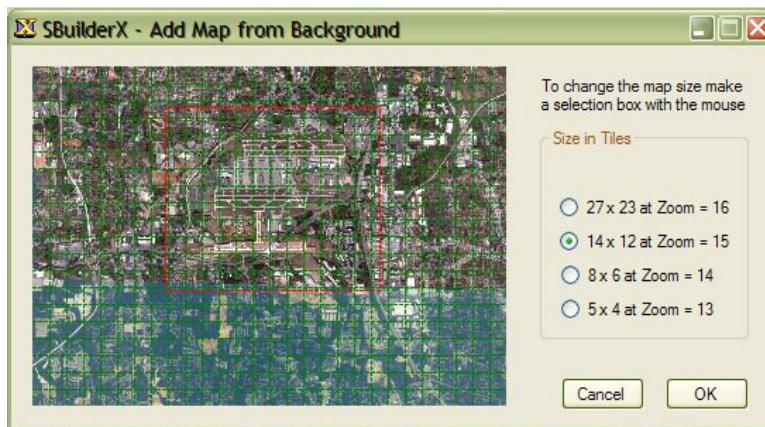 SBuilderX - Add Map from Background
To change the map size make
a selection box with the mouse
Size in Tiles
27 x 23 at Zoom = 16
14 x 12 at Zoom = 15
8 x 6 at Zoom = 14
5 x 4 at Zoom = 13
Cancel
OK